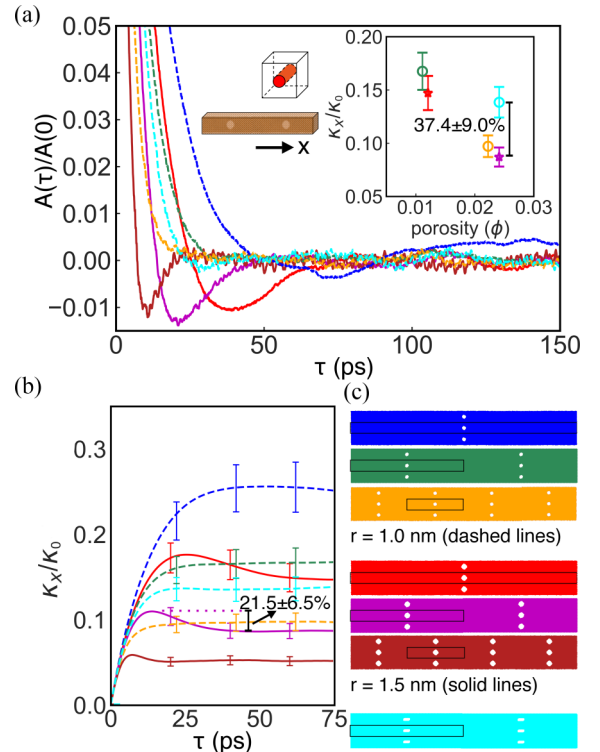 (a)
0.05
0.04
0.03
0.02
0.01
0.00
−0.01
A(τ)/A(0)
0
50
100
150
τ (ps)
X
0.20
0.15
0.10
0.05
κx/κ0
37.4±9.0%
0.01
0.02
0.03
porosity (ϕ)
(b)
0.3
0.2
0.1
0.0
κx/κ0
21.5±6.5%
0
25
50
75
τ (ps)
(c)
r = 1.0 nm (dashed lines)
r = 1.5 nm (solid lines)